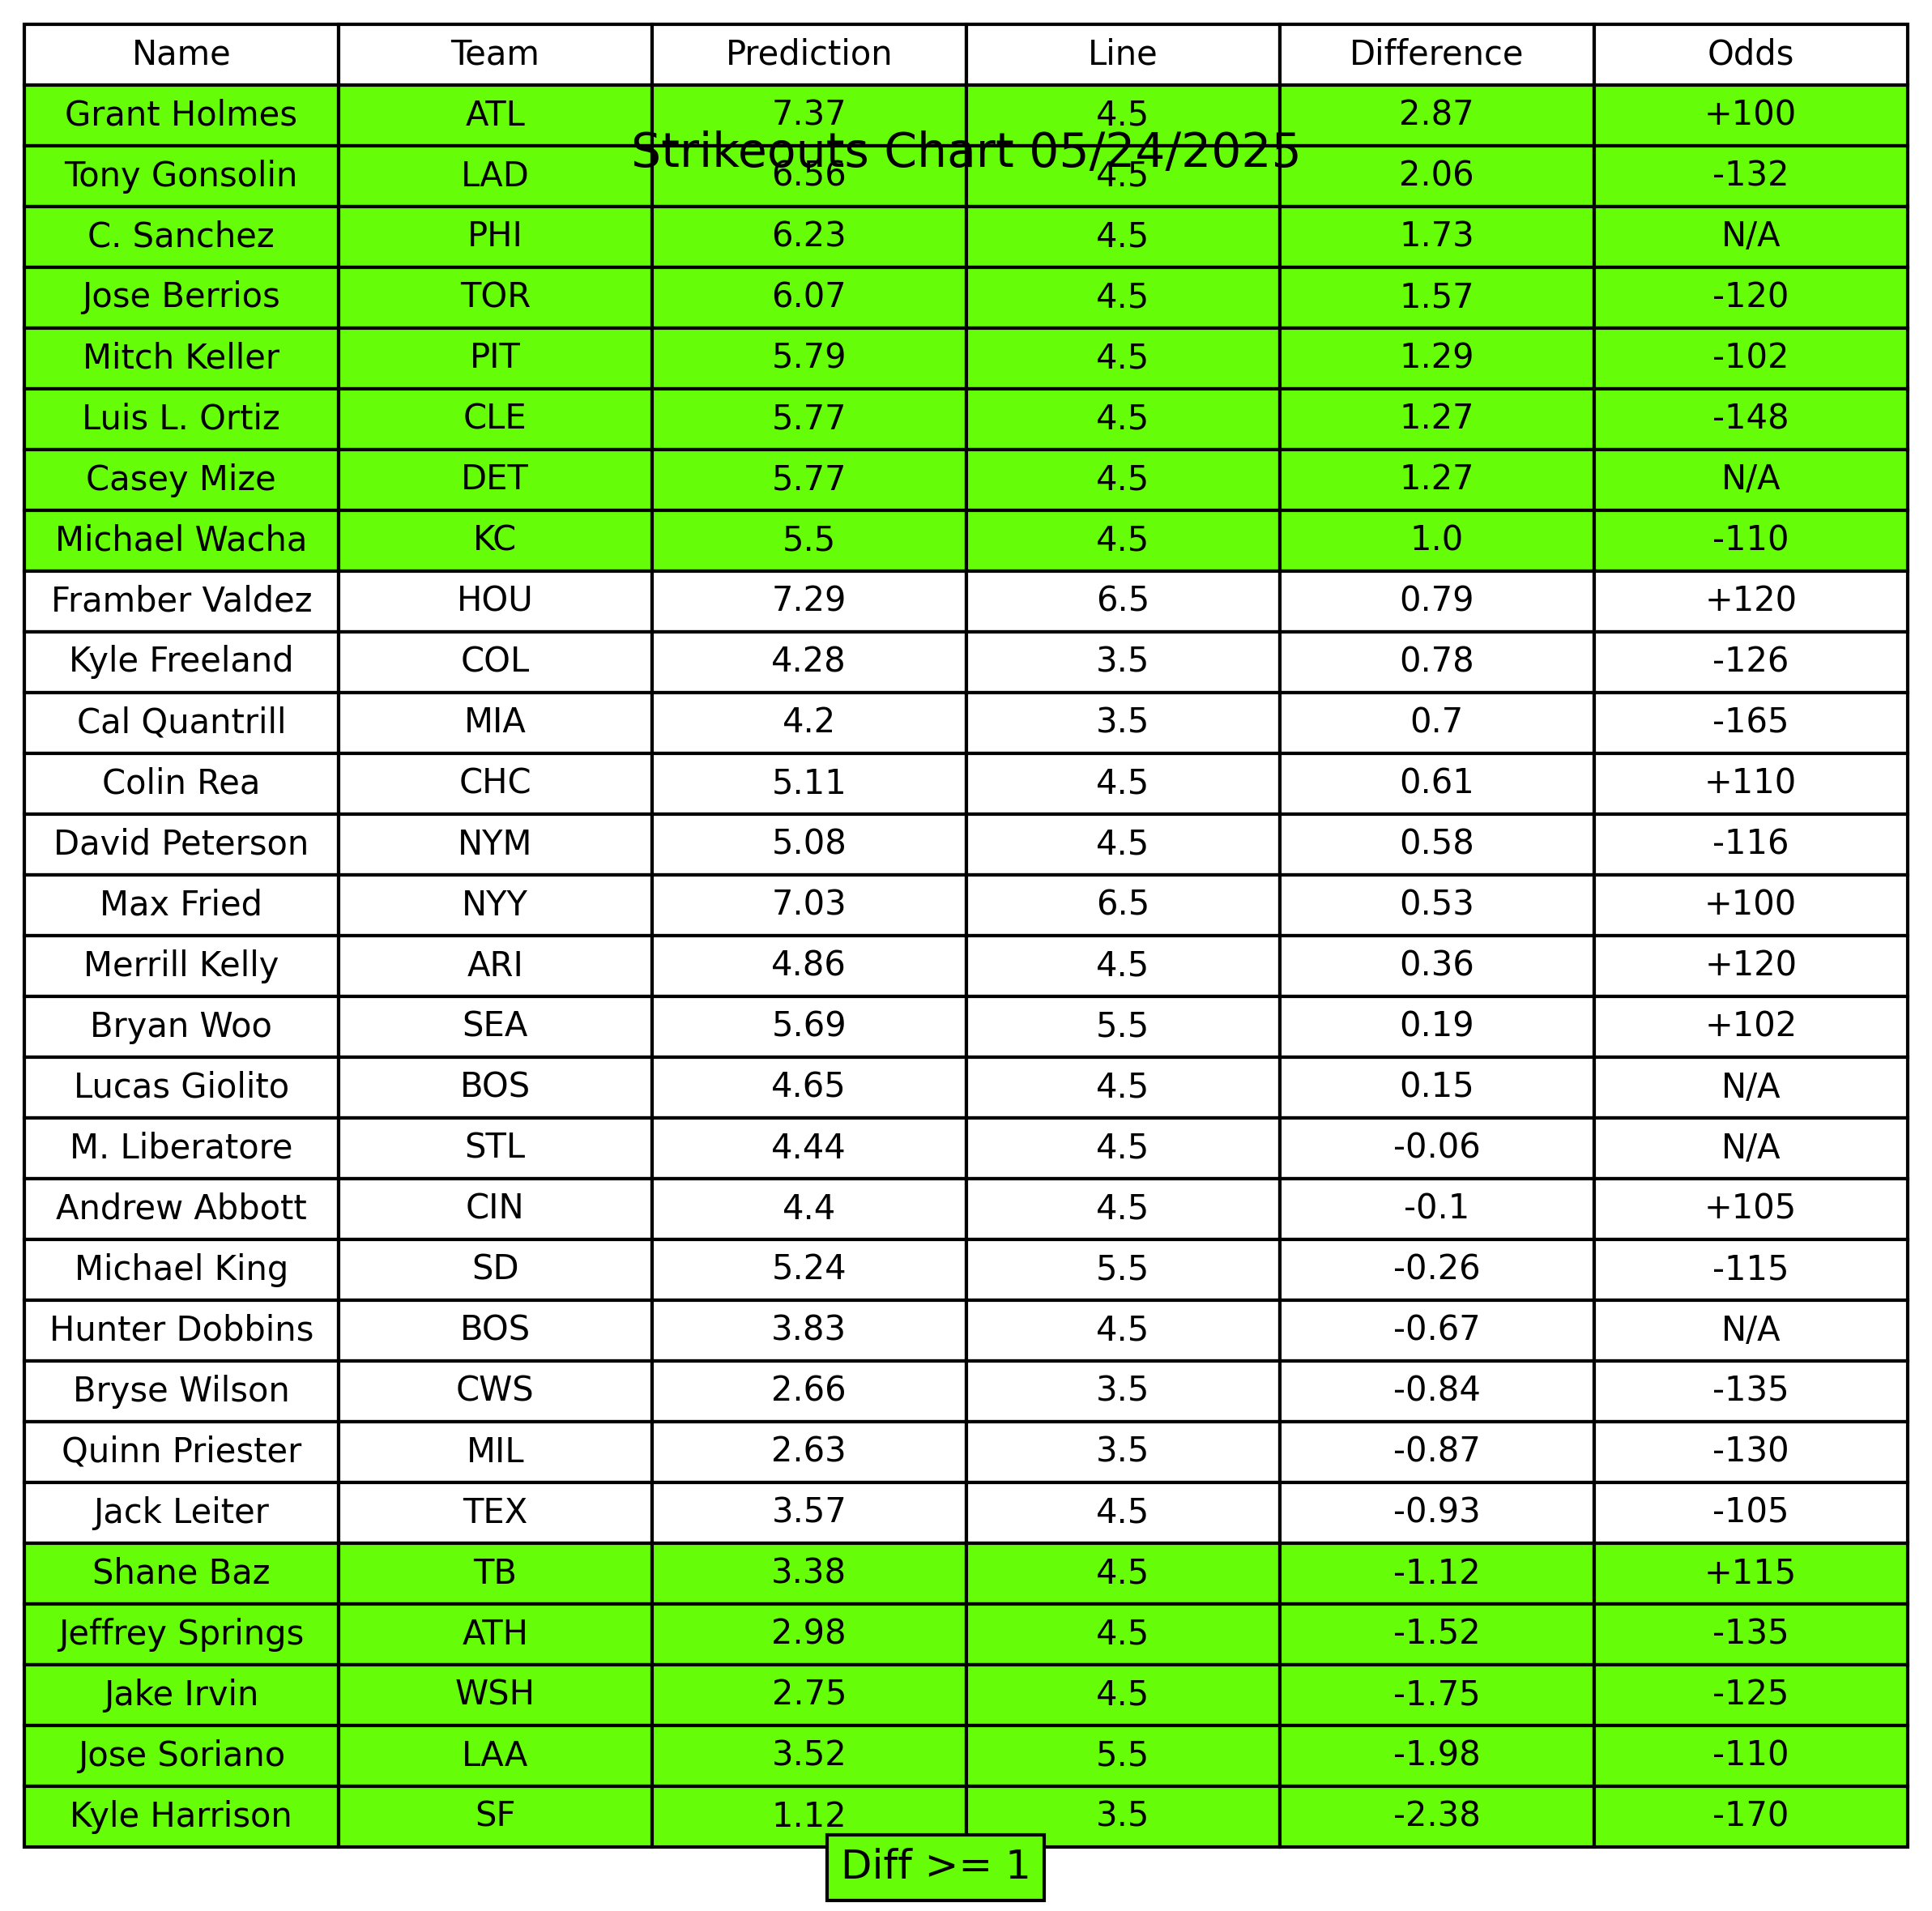 Name Team Prediction Line Difference Odds
Grant Holmes ATL 7.37 4.5 2.87 +100
Strikeouts Chart 05/24/2025
Tony Gonsolin LAD 6.56 4.5 2.06 -132
C. Sanchez PHI 6.23 4.5 1.73 N/A
Jose Berrios TOR 6.07 4.5 1.57 -120
Mitch Keller PIT 5.79 4.5 1.29 -102
Luis L. Ortiz CLE 5.77 4.5 1.27 -148
Casey Mize DET 5.77 4.5 1.27 N/A
Michael Wacha KC 5.5 4.5 1.0 -110
Framber Valdez HOU 7.29 6.5 0.79 +120
Kyle Freeland COL 4.28 3.5 0.78 -126
Cal Quantrill MIA 4.2 3.5 0.7 -165
Colin Rea CHC 5.11 4.5 0.61 +110
David Peterson NYM 5.08 4.5 0.58 -116
Max Fried NYY 7.03 6.5 0.53 +100
Merrill Kelly ARI 4.86 4.5 0.36 +120
Bryan Woo SEA 5.69 5.5 0.19 +102
Lucas Giolito BOS 4.65 4.5 0.15 N/A
M. Liberatore STL 4.44 4.5 -0.06 N/A
Andrew Abbott CIN 4.4 4.5 -0.1 +105
Michael King SD 5.24 5.5 -0.26 -115
Hunter Dobbins BOS 3.83 4.5 -0.67 N/A
Bryse Wilson CWS 2.66 3.5 -0.84 -135
Quinn Priester MIL 2.63 3.5 -0.87 -130
Jack Leiter TEX 3.57 4.5 -0.93 -105
Shane Baz TB 3.38 4.5 -1.12 +115
Jeffrey Springs ATH 2.98 4.5 -1.52 -135
Jake Irvin WSH 2.75 4.5 -1.75 -125
Jose Soriano LAA 3.52 5.5 -1.98 -110
Kyle Harrison SF 1.12 3.5 -2.38 -170
Diff >= 1